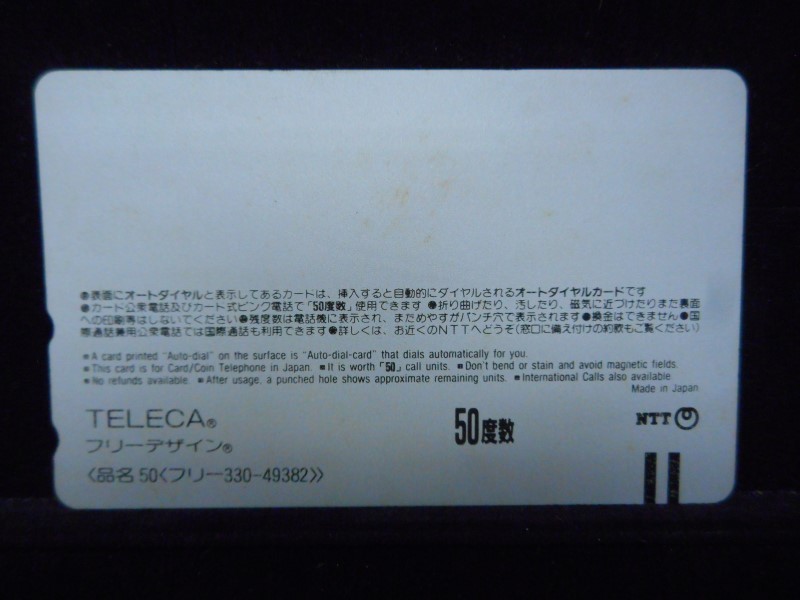 ●表面にオートダイヤルと表示してあるカードは、挿入すると自動的にダイヤルされるオートダイヤルカードです
●カード公衆電話及びカード式ピンク電話で「50度数」使用できます ●折り曲げたり、汚したり、磁気に近づけたりまた裏面
への印刷等はしないでください●残度数は電話機に表示され、まためやすがパンチ穴で表示されます●換金はできません●国
際通話兼用公衆電話では国際通話も利用できます●詳しくは、お近くのNTTへどうぞ(窓口に備え付けの約款もご覧ください)
■A card printed "Auto-dial" on the surface is "Auto-dial-card" that dials automatically for you.
■This card is for Card/Coin Telephone in Japan. ■It is worth「50」call units. ■Don't bend or stain and avoid magnetic fields.
■No refunds available. ■After usage, a punched hole shows approximate remaining units. ■International Calls also available.
Made in Japan
TELECA®
フリーデザイン®
〈品名 50〈フリー330-49382〉〉
50度数
NTT